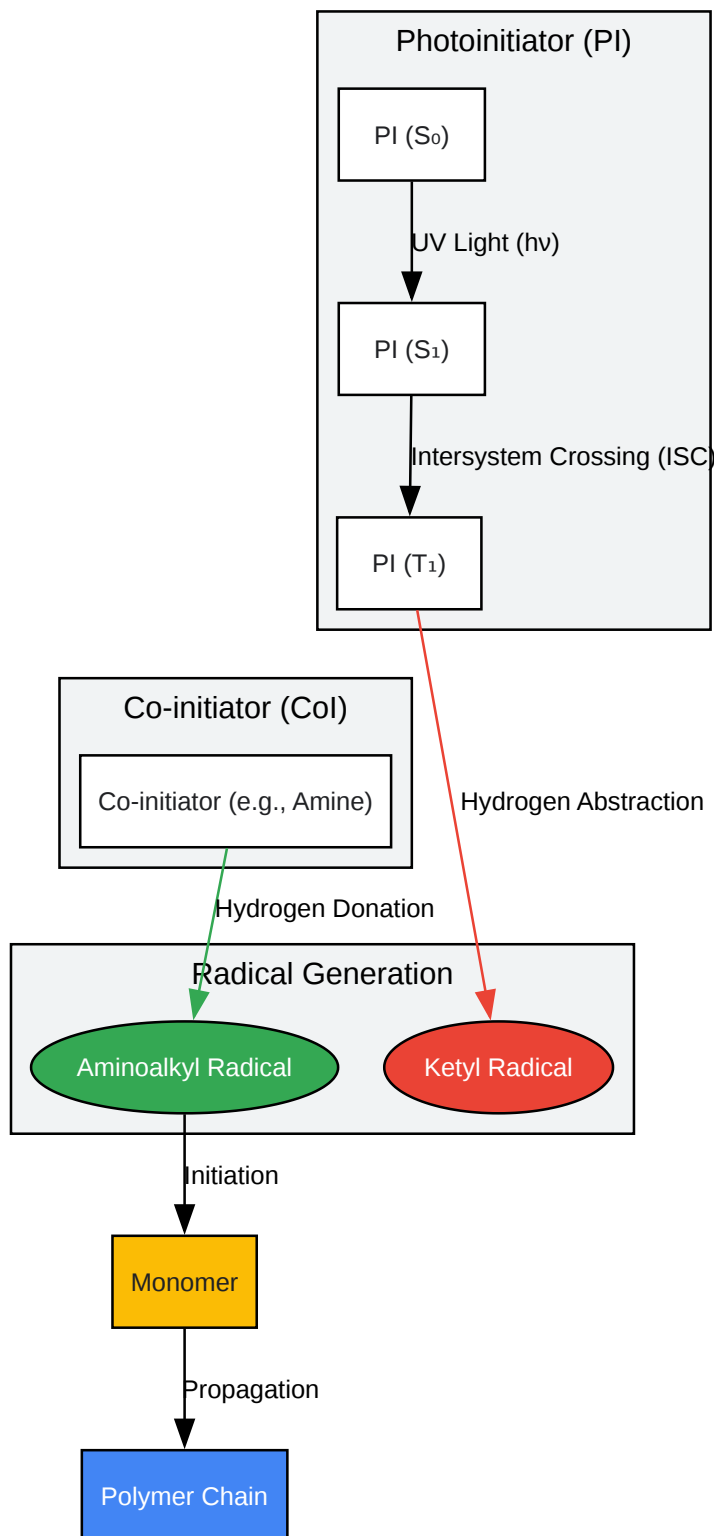 Photoinitiator (PI)
PI (S₀)
UV Light (hν)
PI (S₁)
Intersystem Crossing (ISC)
PI (T₁)
Co-initiator (CoI)
Co-initiator (e.g., Amine)
Hydrogen Abstraction
Hydrogen Donation
Radical Generation
Aminoalkyl Radical
Ketyl Radical
Initiation
Monomer
Propagation
Polymer Chain